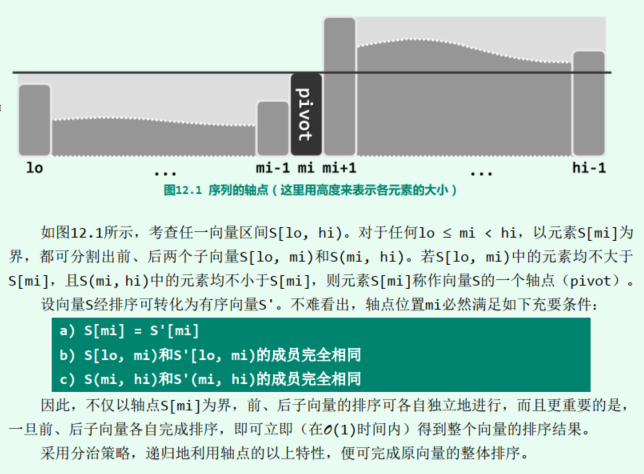 pivot
lo ... mi-1 mi mi+1 ... hi-1
图12.1 序列的轴点（这里用高度来表示各元素的大小）
如图12.1所示，考查任一向量区间S[lo, hi)。对于任何lo ≤ mi < hi，以元素S[mi]为
界，都可分割出前、后两个子向量S[lo, mi)和S(mi, hi)。若S[lo, mi)中的元素均不大于
S[mi]，且S(mi, hi)中的元素均不小于S[mi]，则元素S[mi]称作向量S的一个轴点（pivot）。
设向量S经排序可转化为有序向量S'。不难看出，轴点位置mi必然满足如下充要条件：
a) S[mi] = S'[mi]
b) S[lo, mi)和S'[lo, mi)的成员完全相同
c) S(mi, hi)和S'(mi, hi)的成员完全相同
因此，不仅以轴点S[mi]为界，前、后子向量的排序可各自独立地进行，而且更重要的是，
一旦前、后子向量各自完成排序，即可立即（在O(1)时间内）得到整个向量的排序结果。
采用分治策略，递归地利用轴点的以上特性，便可完成原向量的整体排序。